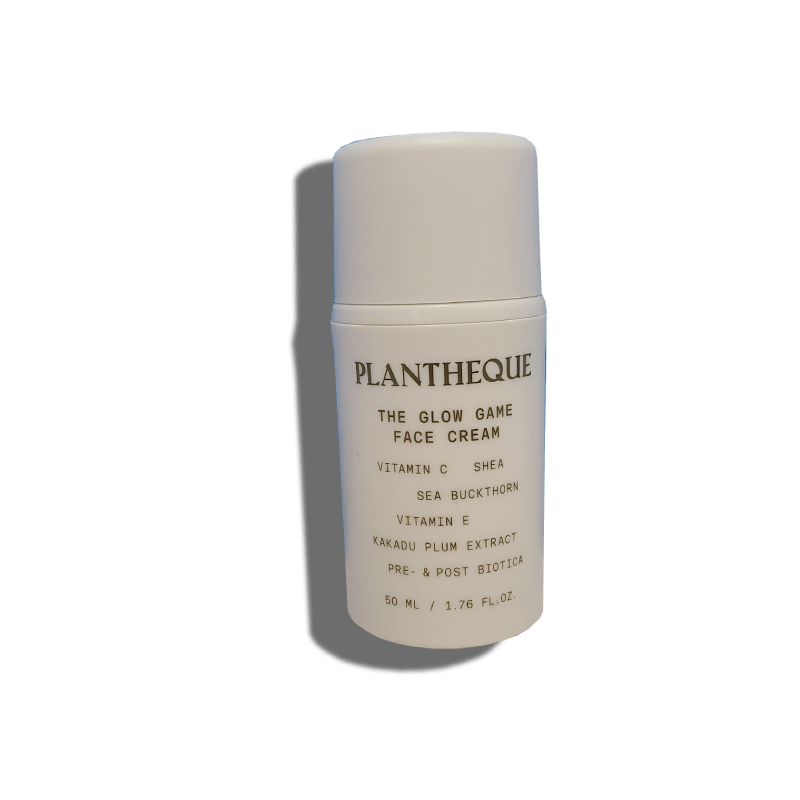 PLANTHEQUE
THE GLOW GAME
FACE CREAM
VITAMIN C SHEA
SEA BUCKTHORN
VITAMIN E
KAKADU PLUM EXTRACT
PRE- & POST BIOTICA
50 ML / 1.76 FL.OZ.